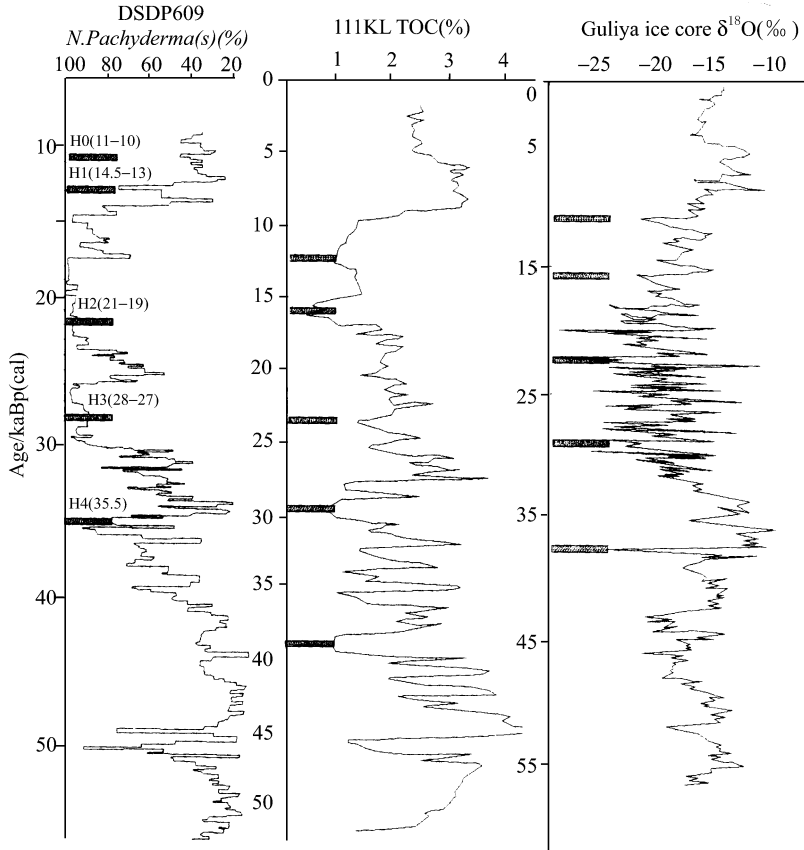 DSDP609
N.Pachyderma(s)(%)
100 80 60 40 20
111KL TOC(%)
1 2 3 4
Guliya ice core δ¹⁸O(‰)
−25 −20 −15 −10
Age/kaBp(cal)
10
20
30
40
50
H0(11−10)
H1(14.5−13)
H2(21−19)
H3(28−27)
H4(35.5)
0
5
10
15
20
25
30
35
40
45
50
0
5
15
25
35
45
55